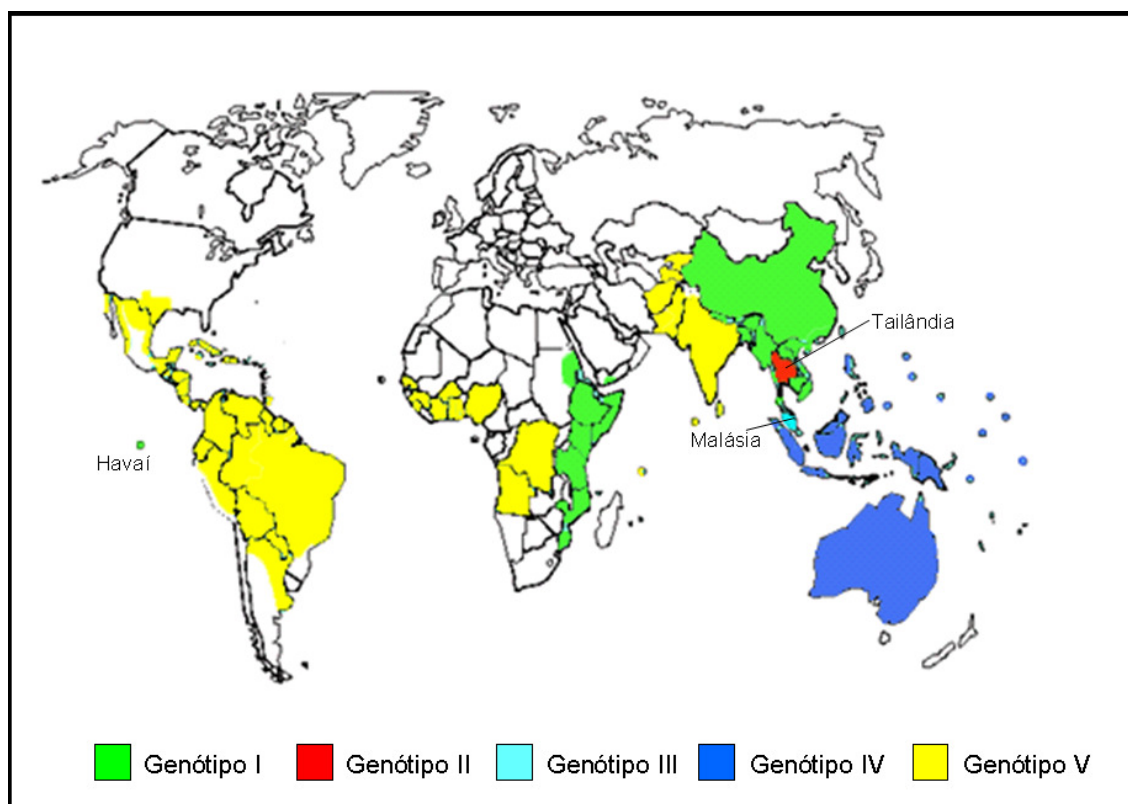 Tailândia
Malásia
Havaí
Genótipo I
Genótipo II
Genótipo III
Genótipo IV
Genótipo V